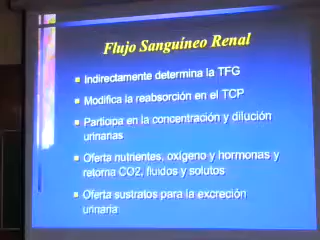 Flujo Sanguíneo Renal
Indirectamente determina la TFG
Modifica la reabsorción en el TCP
Participa en la concentración y dilución
urinarias
Oferta nutrientes, oxígeno y hormonas y
retorna CO2, fluidos y solutos
Oferta sustratos para la excreción
urinaria